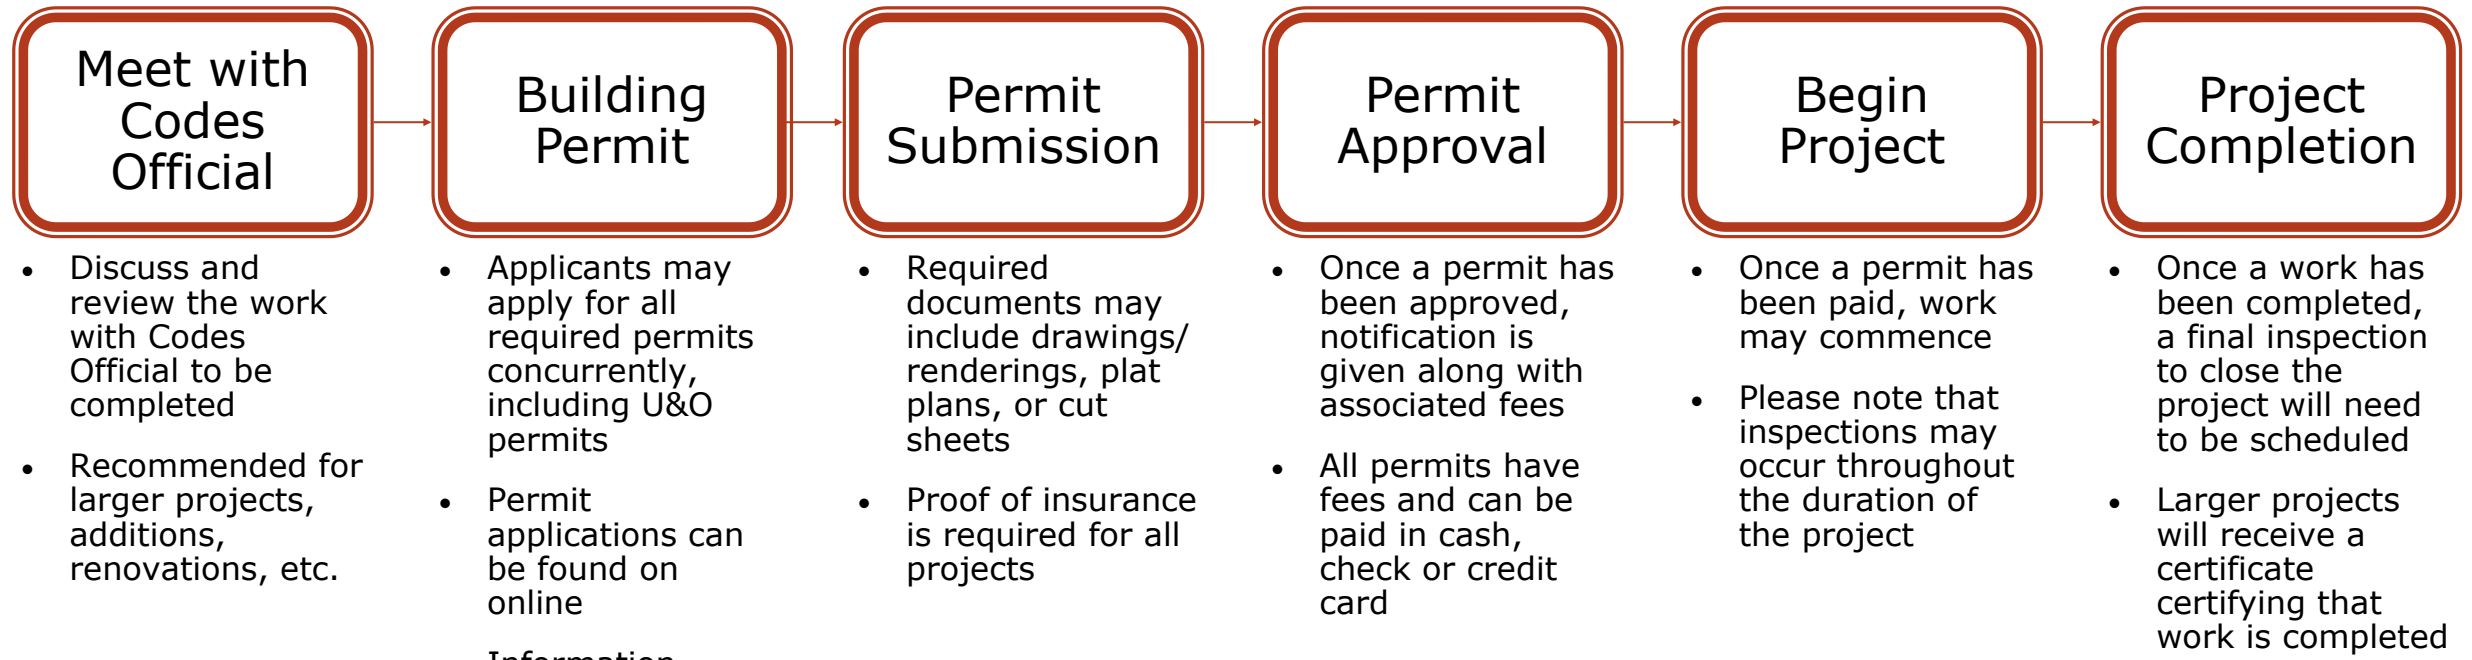 Meet with
Codes
Official
Building
Permit
Permit
Submission
Permit
Approval
Begin
Project
Project
Completion
• Discuss and
review the work
with Codes
Official to be
completed
• Recommended for
larger projects,
additions,
renovations, etc.
• Applicants may
apply for all
required permits
concurrently,
including U&O
permits
• Permit
applications can
be found on
online
• Required
documents may
include drawings/
renderings, plat
plans, or cut
sheets
• Proof of insurance
is required for all
projects
• Once a permit has
been approved,
notification is
given along with
associated fees
• All permits have
fees and can be
paid in cash,
check or credit
card
• Once a permit has
been paid, work
may commence
• Please note that
inspections may
occur throughout
the duration of
the project
• Once a work has
been completed,
a final inspection
to close the
project will need
to be scheduled
• Larger projects
will receive a
certificate
certifying that
work is completed